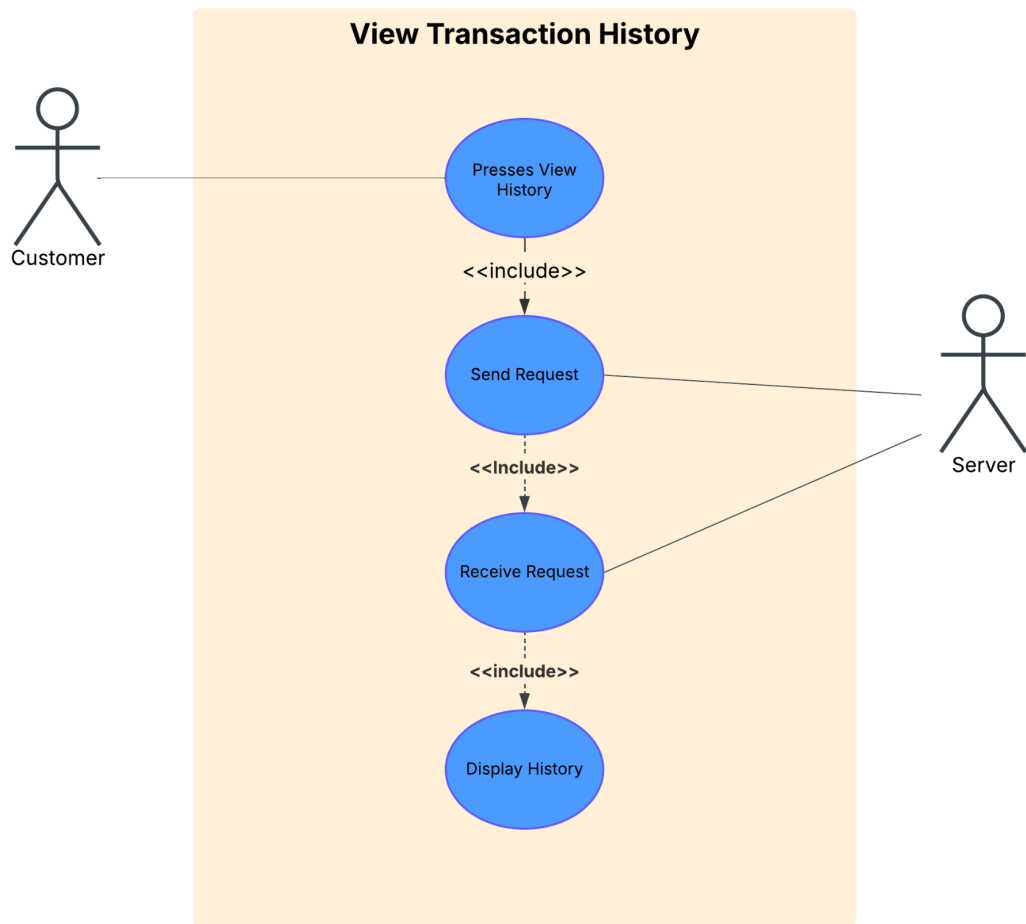 View Transaction History
Customer
Presses View
History
<<include>>
Send Request
Server
<<Include>>
Receive Request
<<include>>
Display History